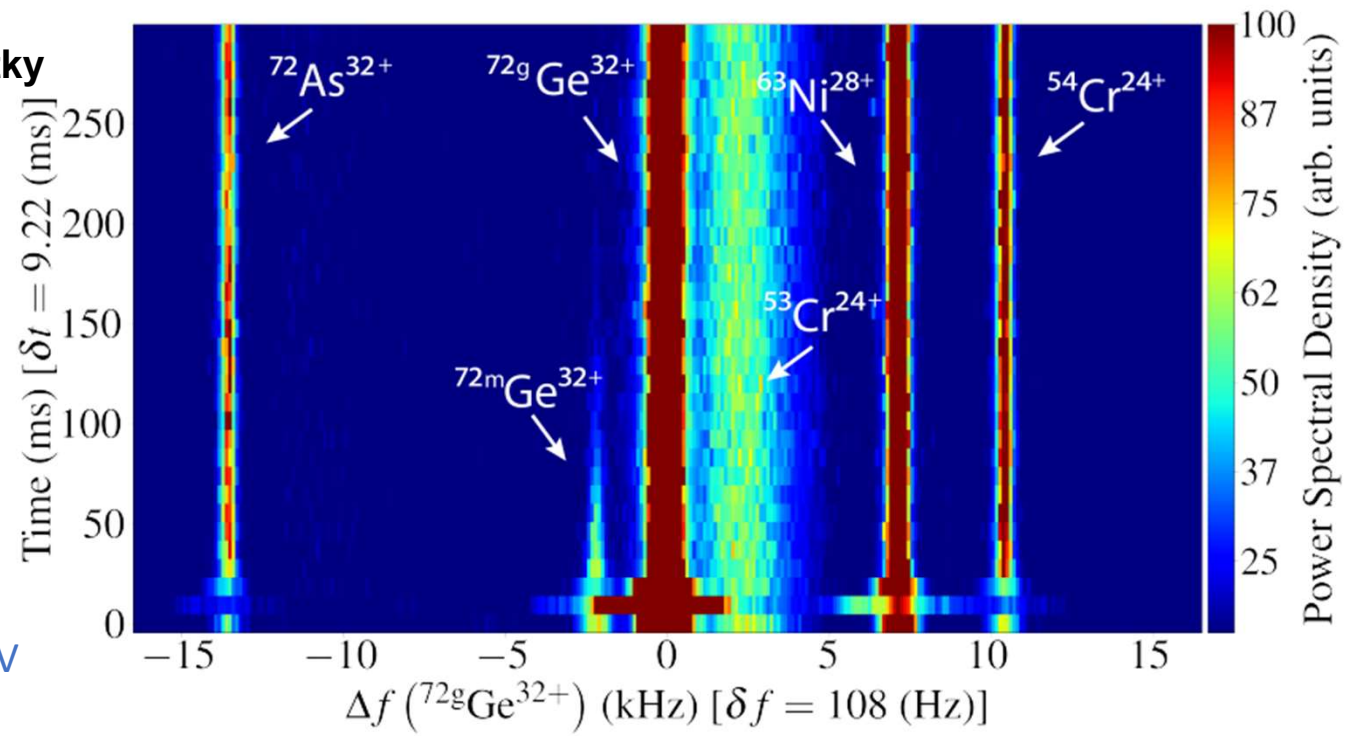 ky
72As32+
72gGe32+
63Ni28+
54Cr24+
53Cr24+
72mGe32+
Time (ms) [δt = 9.22 (ms)]
250
200
150
100
50
0
−15 −10 −5 0 5 10 15
Δf (72gGe32+) (kHz) [δf = 108 (Hz)]
100
87
75
62
50
37
25
Power Spectral Density (arb. units)
V